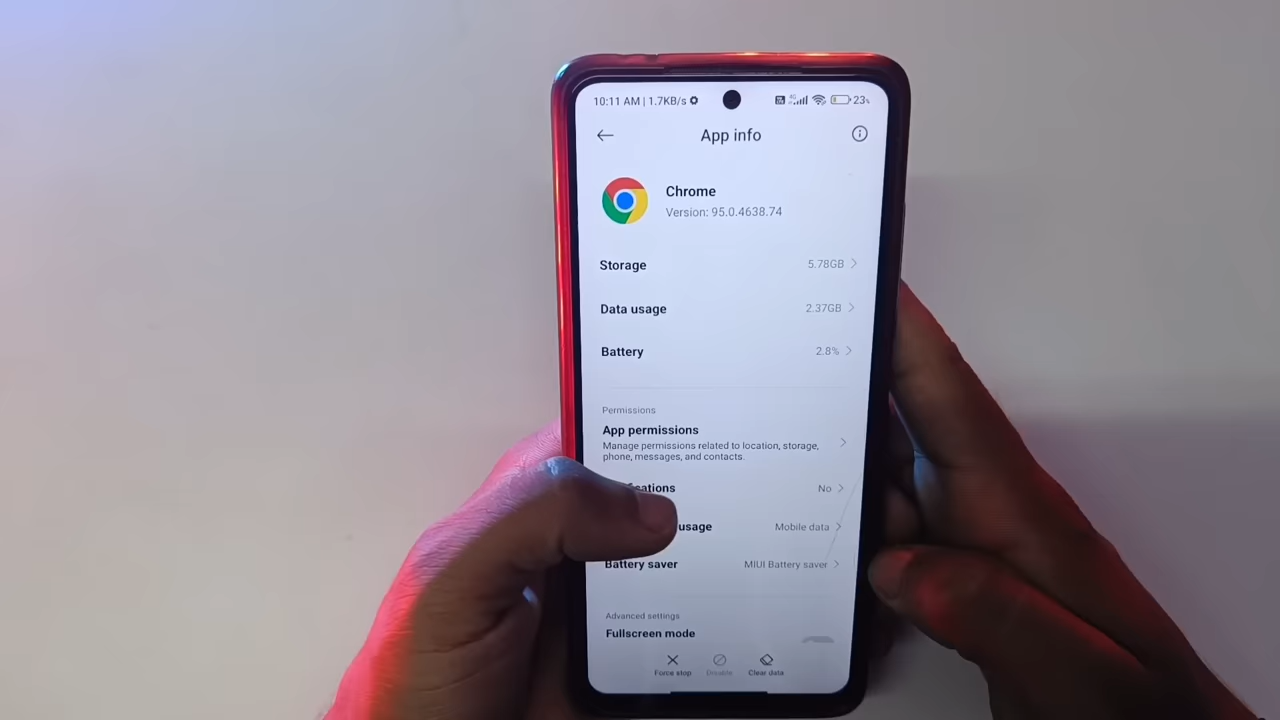 10:11 AM | 1.7KB/s
23
App info
Chrome
Version: 95.0.4638.74
Storage 5.78GB
Data usage 2.37GB
Battery 2.8%
Permissions
App permissions
Manage permissions related to location, storage,
phone, messages, and contacts.
No
usage Mobile data
Battery saver MIUI Battery saver
Advanced settings
Fullscreen mode
Force stop Disable Clear data